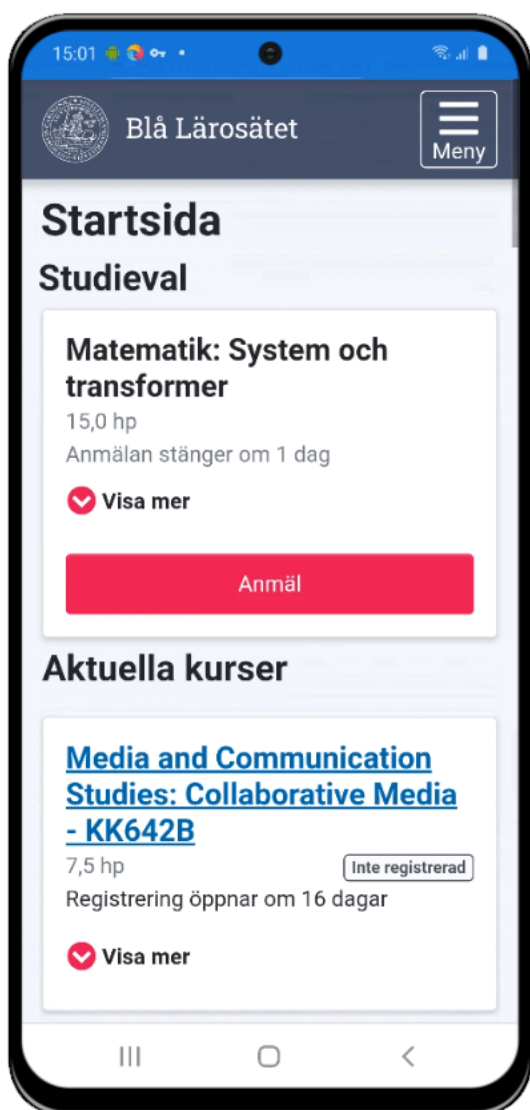 15:01
Blå Lärosätet
Meny
Startsida
Studieval
Matematik: System och
transformer
15,0 hp
Anmälan stänger om 1 dag
Visa mer
Anmäl
Aktuella kurser
Media and Communication
Studies: Collaborative Media
- KK642B
7,5 hp
Inte registrerad
Registrering öppnar om 16 dagar
Visa mer